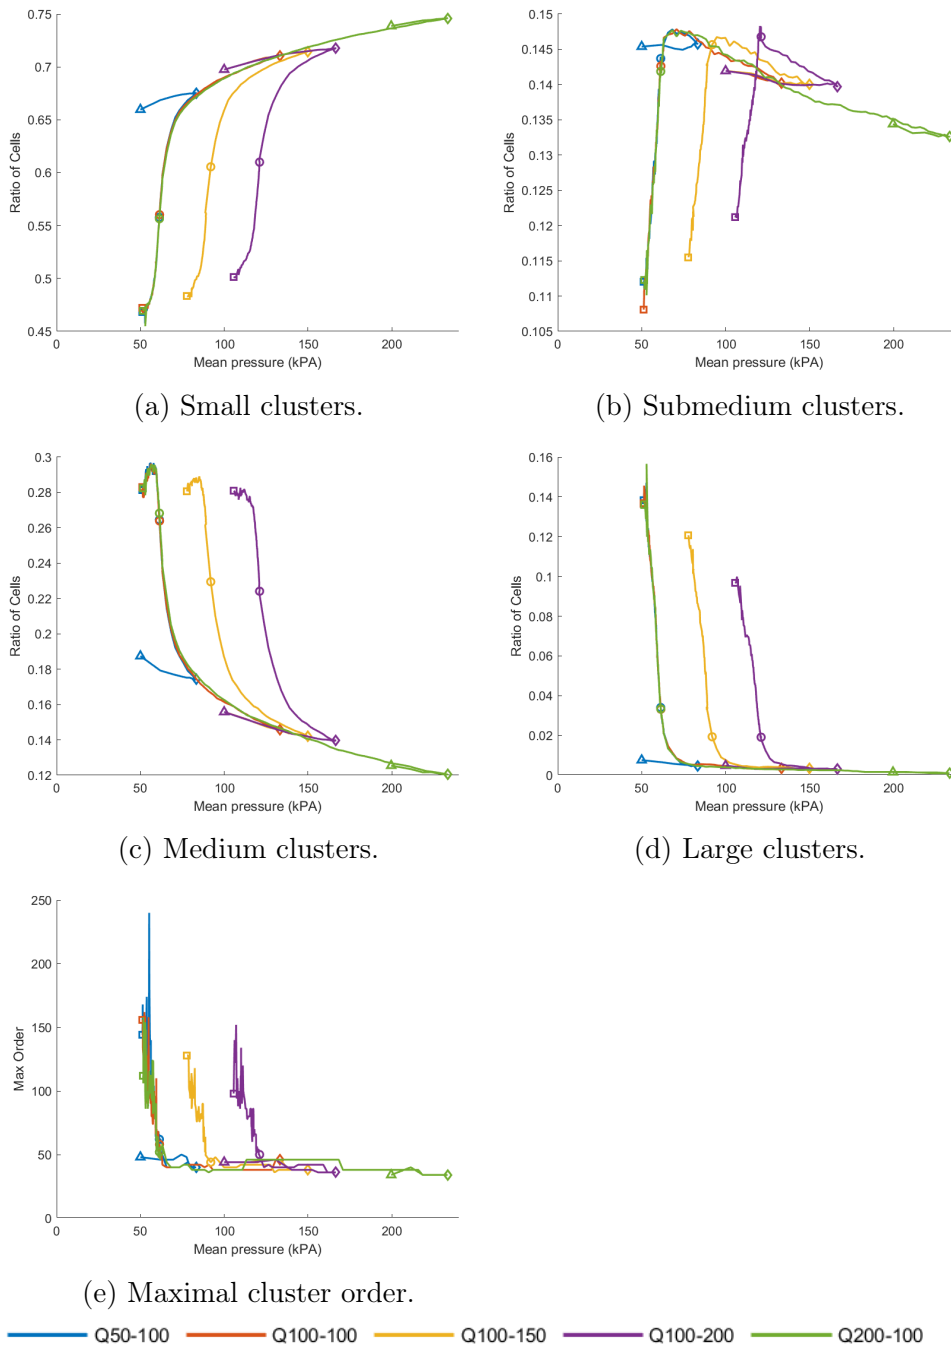 0.75
0.7
0.65
0.6
0.55
0.5
0.45
0 50 100 150 200
Ratio of Cells
Mean pressure (kPA)
(a) Small clusters.
0.15
0.145
0.14
0.135
0.13
0.125
0.12
0.115
0.11
0.105
0 50 100 150 200
Ratio of Cells
Mean pressure (kPA)
(b) Submedium clusters.
0.3
0.28
0.26
0.24
0.22
0.2
0.18
0.16
0.14
0.12
0 50 100 150 200
Ratio of Cells
Mean pressure (kPA)
(c) Medium clusters.
0.16
0.14
0.12
0.1
0.08
0.06
0.04
0.02
0
0 50 100 150 200
Ratio of Cells
Mean pressure (kPA)
(d) Large clusters.
250
200
150
100
50
0
0 50 100 150 200
Max Order
Mean pressure (kPA)
(e) Maximal cluster order.
Q50-100 Q100-100 Q100-150 Q100-200 Q200-100